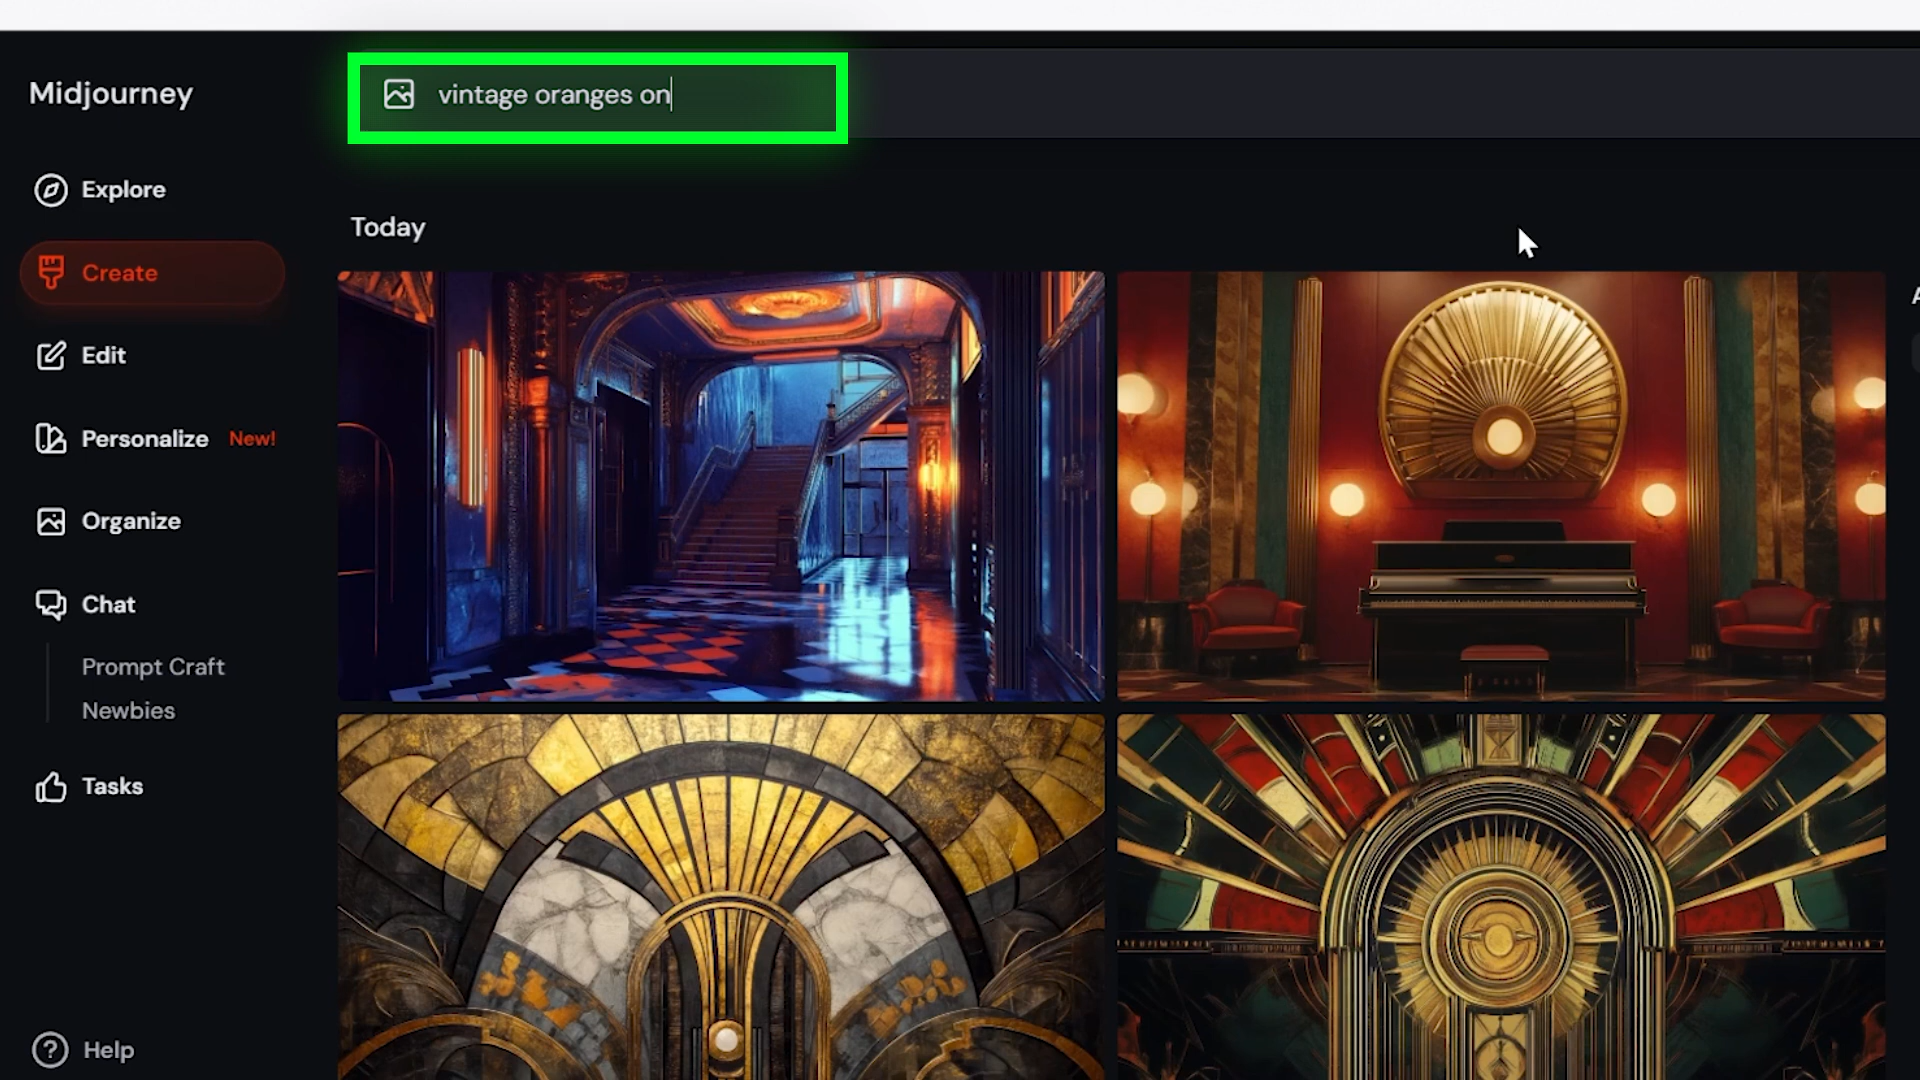 Midjourney
vintage oranges on
Explore
Create
Edit
Personalize New!
Organize
Chat
Prompt Craft
Newbies
Tasks
Help
Today